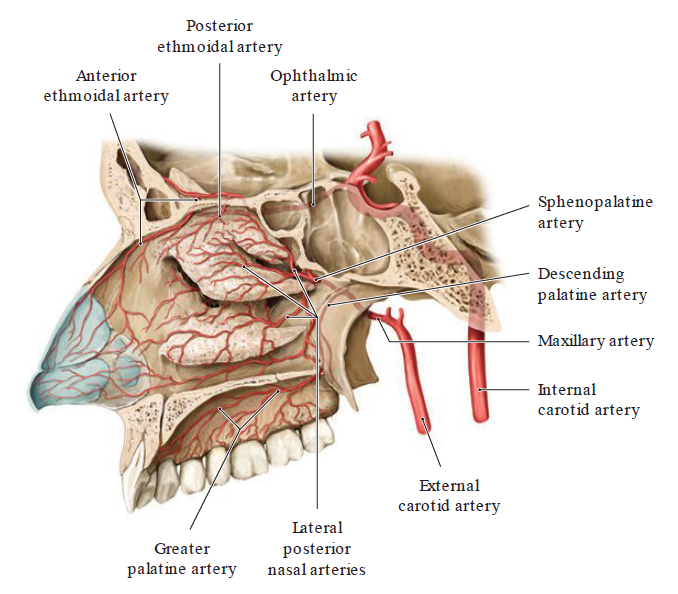 Posterior
ethmoidal artery
Anterior
ethmoidal artery
Ophthalmic
artery
Sphenopalatine
artery
Descending
palatine artery
Maxillary artery
Internal
carotid artery
External
carotid artery
Lateral
posterior
nasal arteries
Greater
palatine artery